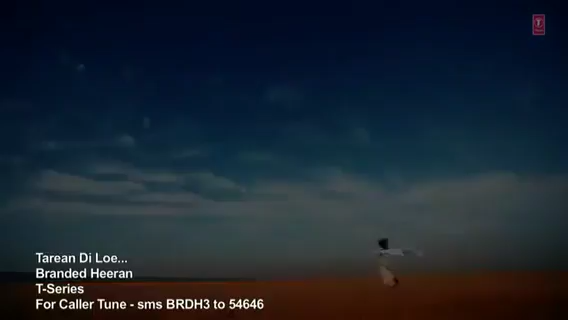 Tarean Di Loe...
Branded Heeran
T-Series
For Caller Tune - sms BRDH3 to 54646